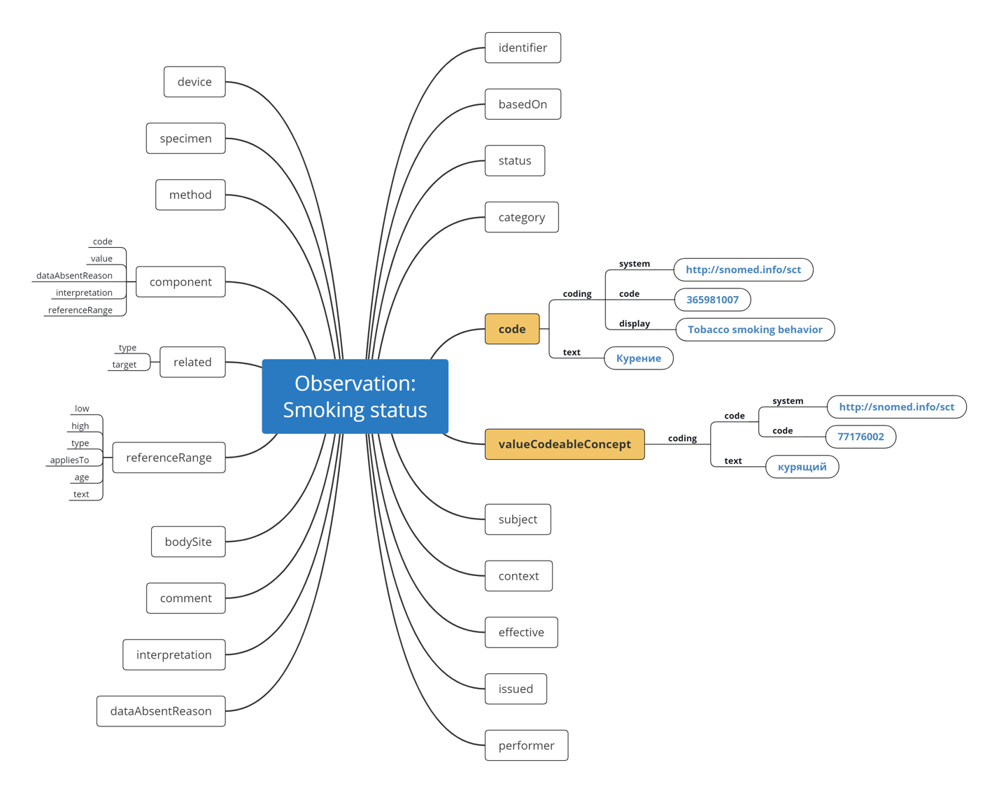 Observation:
Smoking status
identifier
basedOn
status
category
code
coding
system
http://snomed.info/sct
code
365981007
display
Tobacco smoking behavior
text
Курение
valueCodeableConcept
coding
code
system
http://snomed.info/sct
code
77176002
text
курящий
subject
context
effective
issued
performer
device
specimen
method
component
code
value
dataAbsentReason
interpretation
referenceRange
related
type
target
referenceRange
low
high
type
appliesTo
age
text
bodySite
comment
interpretation
dataAbsentReason